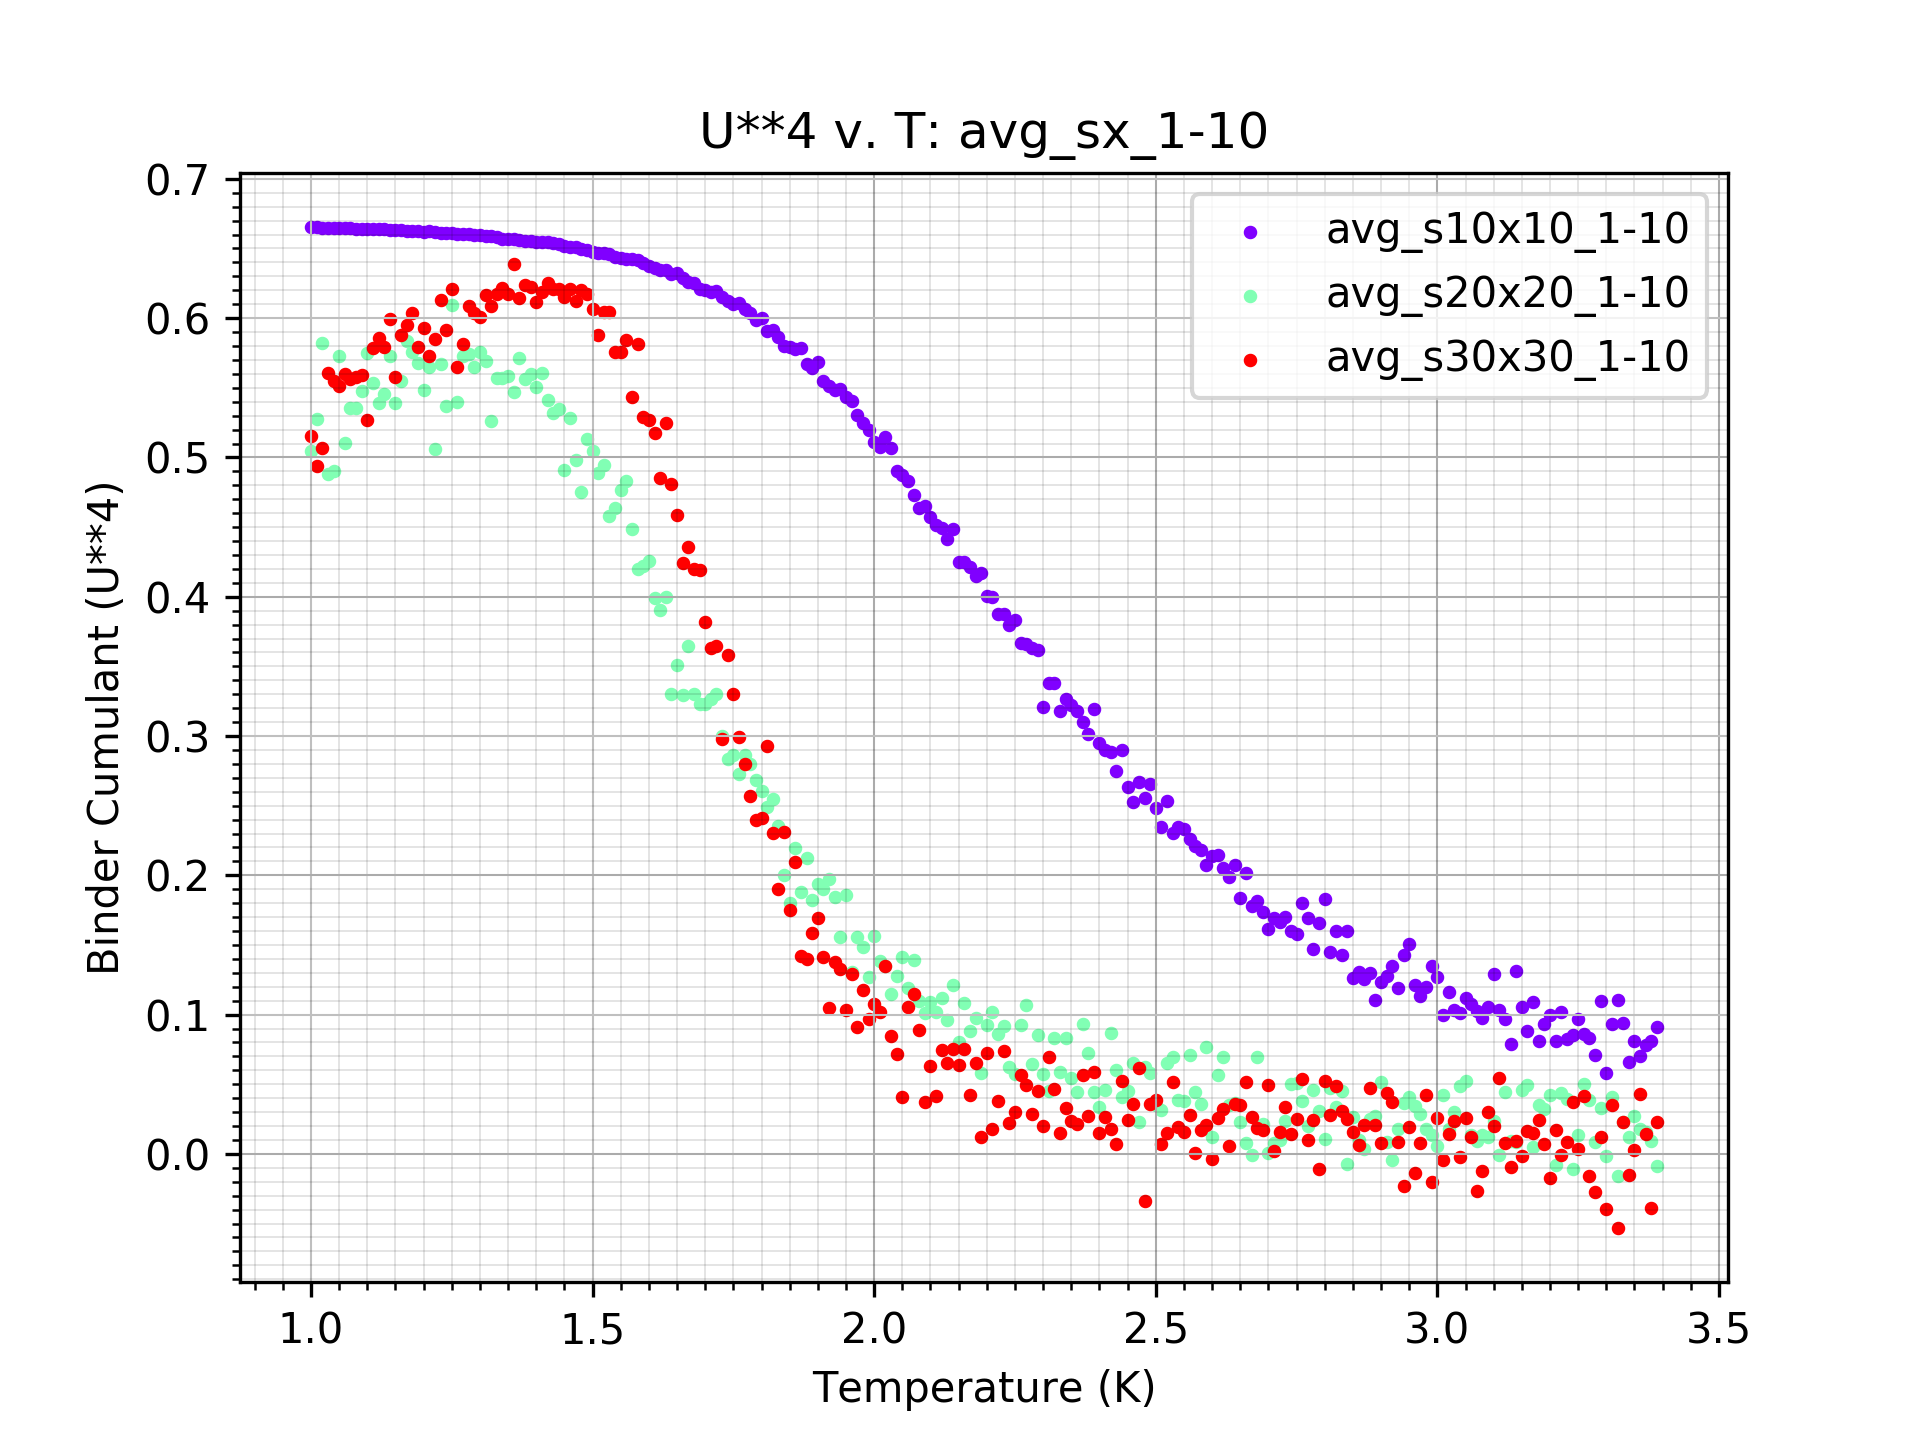 U**4 v. T: avg_sx_1-10
avg_s10x10_1-10
avg_s20x20_1-10
avg_s30x30_1-10
Binder Cumulant (U**4)
0.7
0.6
0.5
0.4
0.3
0.2
0.1
0.0
1.0 1.5 2.0 2.5 3.0 3.5
Temperature (K)